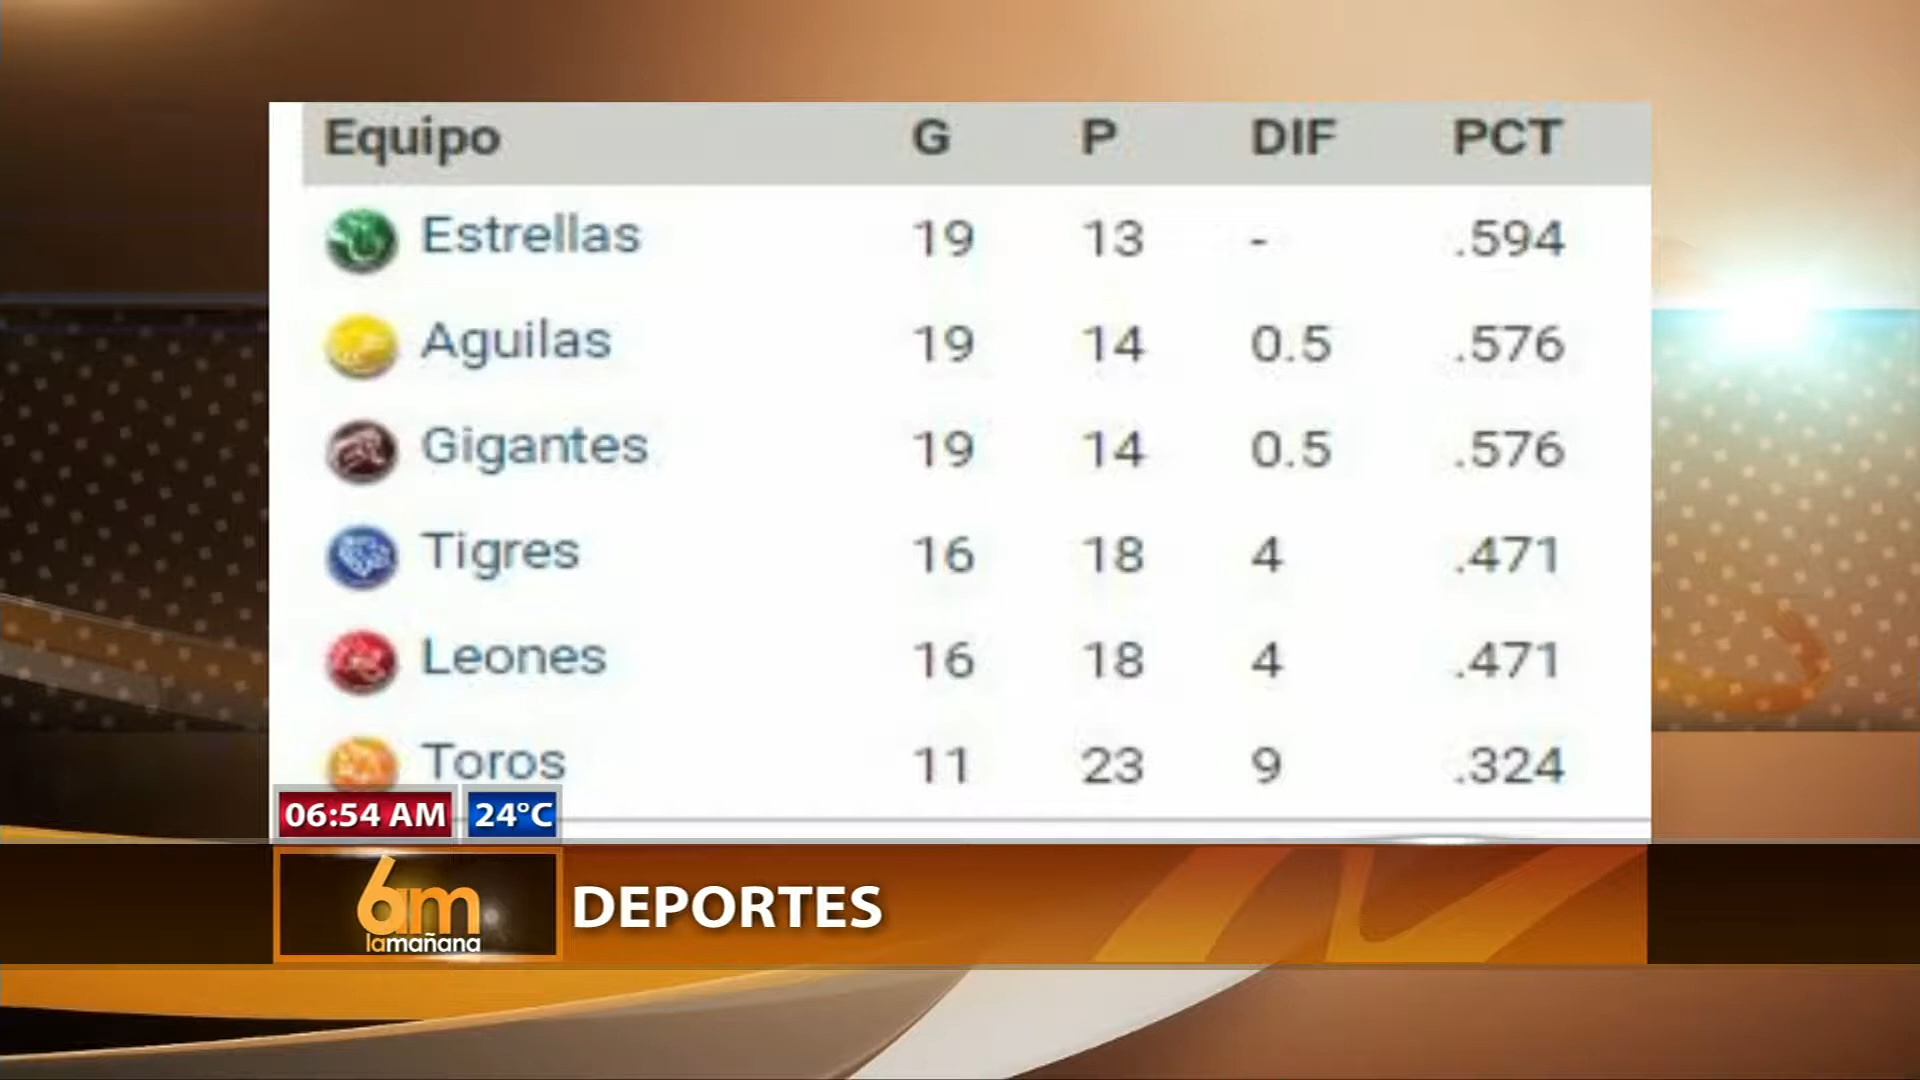 Equipo G P DIF PCT
Estrellas 19 13 - .594
Aguilas 19 14 0.5 .576
Gigantes 19 14 0.5 .576
Tigres 16 18 4 .471
Leones 16 18 4 .471
Toros 11 23 9 .324
06:54 AM 24°C
6am
lamañana
DEPORTES